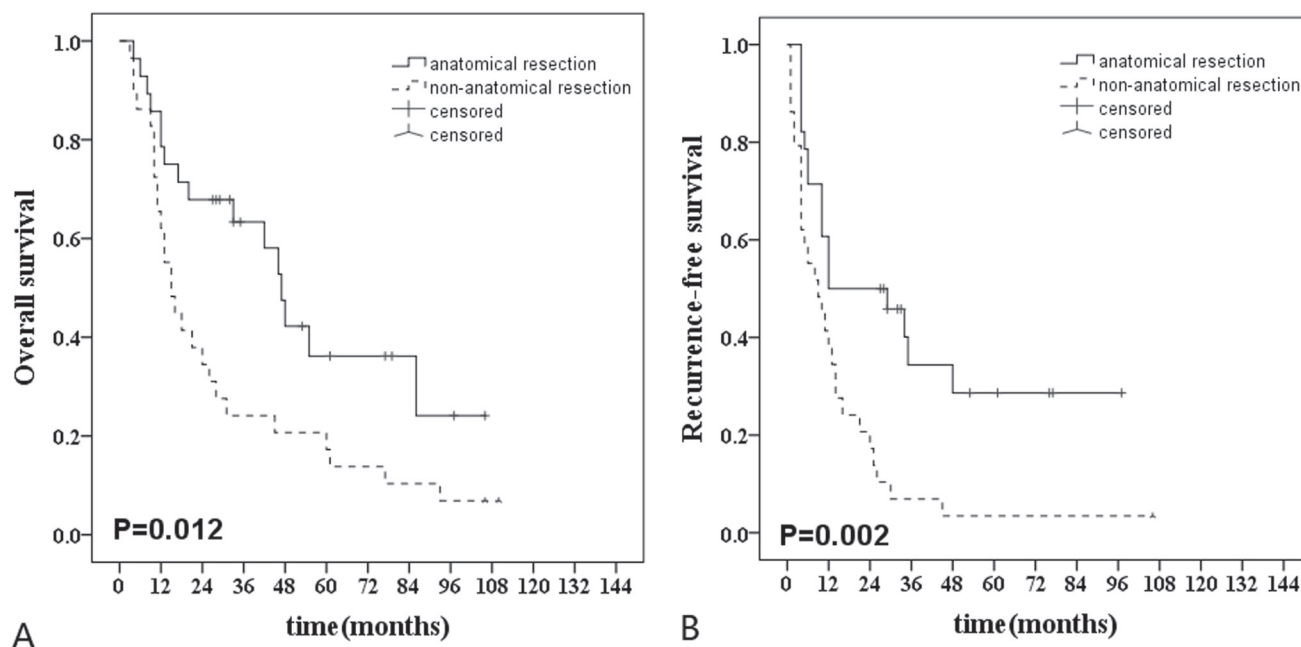 Overall survival
1.0
0.8
0.6
0.4
0.2
0.0
anatomical resection
non-anatomical resection
censored
censored
P=0.012
0 12 24 36 48 60 72 84 96 108 120 132 144
time(months)
A
Recurrence-free survival
1.0
0.8
0.6
0.4
0.2
0.0
anatomical resection
non-anatomical resection
censored
censored
P=0.002
0 12 24 36 48 60 72 84 96 108 120 132 144
time(months)
B